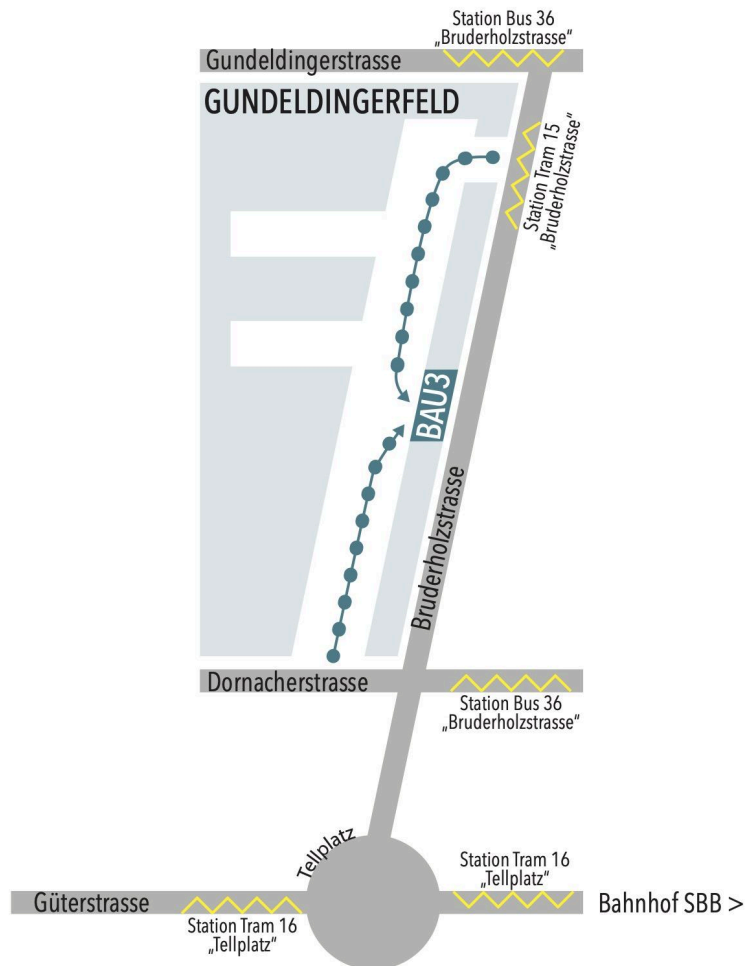 Station Bus 36
„Bruderholzstrasse“
Gundeldingerstrasse
GUNDELDINGERFELD
Station Tram 15
„Bruderholzstrasse“
BAU3
Bruderholzstrasse
Dornacherstrasse
Station Bus 36
„Bruderholzstrasse“
Tellplatz
Station Tram 16
„Tellplatz“
Güterstrasse
Bahnhof SBB >
Station Tram 16
„Tellplatz“